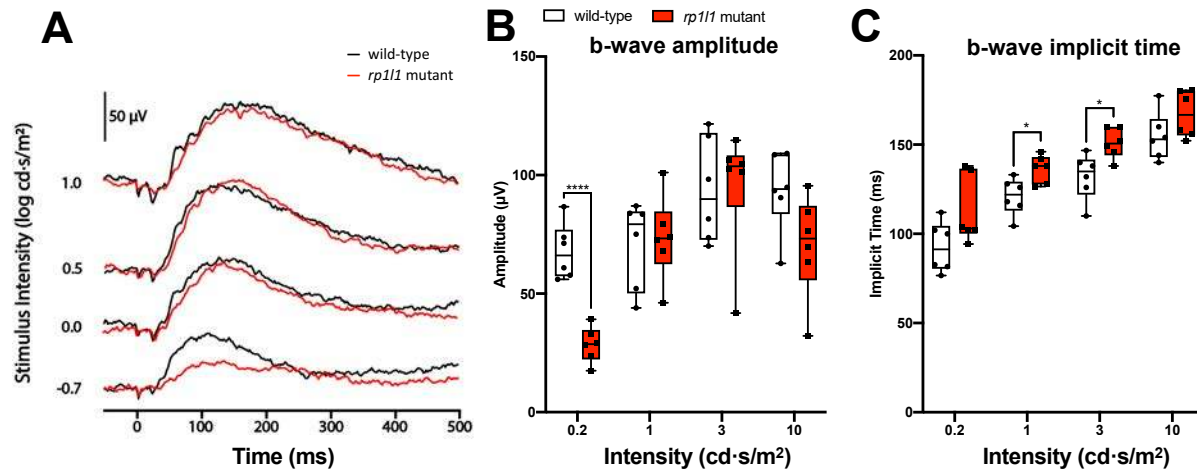 A
wild-type
rp1l1 mutant
50 µV
Stimulus Intensity (log cd·s/m²)
1.0
0.5
0.0
-0.7
0 100 200 300 400 500
Time (ms)
wild-type rp1l1 mutant
B
b-wave amplitude
Amplitude (µV)
150
100
50
0
****
0.2 1 3 10
Intensity (cd·s/m²)
C
b-wave implicit time
Implicit Time (ms)
200
150
100
50
0
*
*
0.2 1 3 10
Intensity (cd·s/m²)